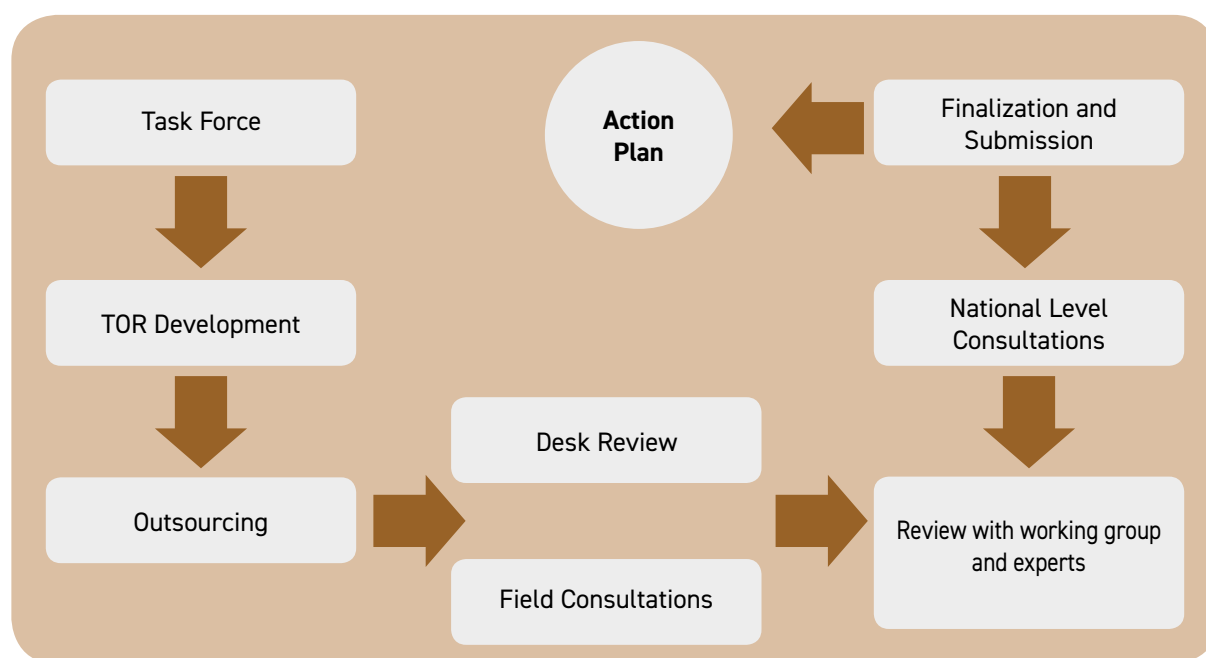 Task Force
TOR Development
Outsourcing
Desk Review
Field Consultations
Action
Plan
Finalization and
Submission
National Level
Consultations
Review with working group
and experts